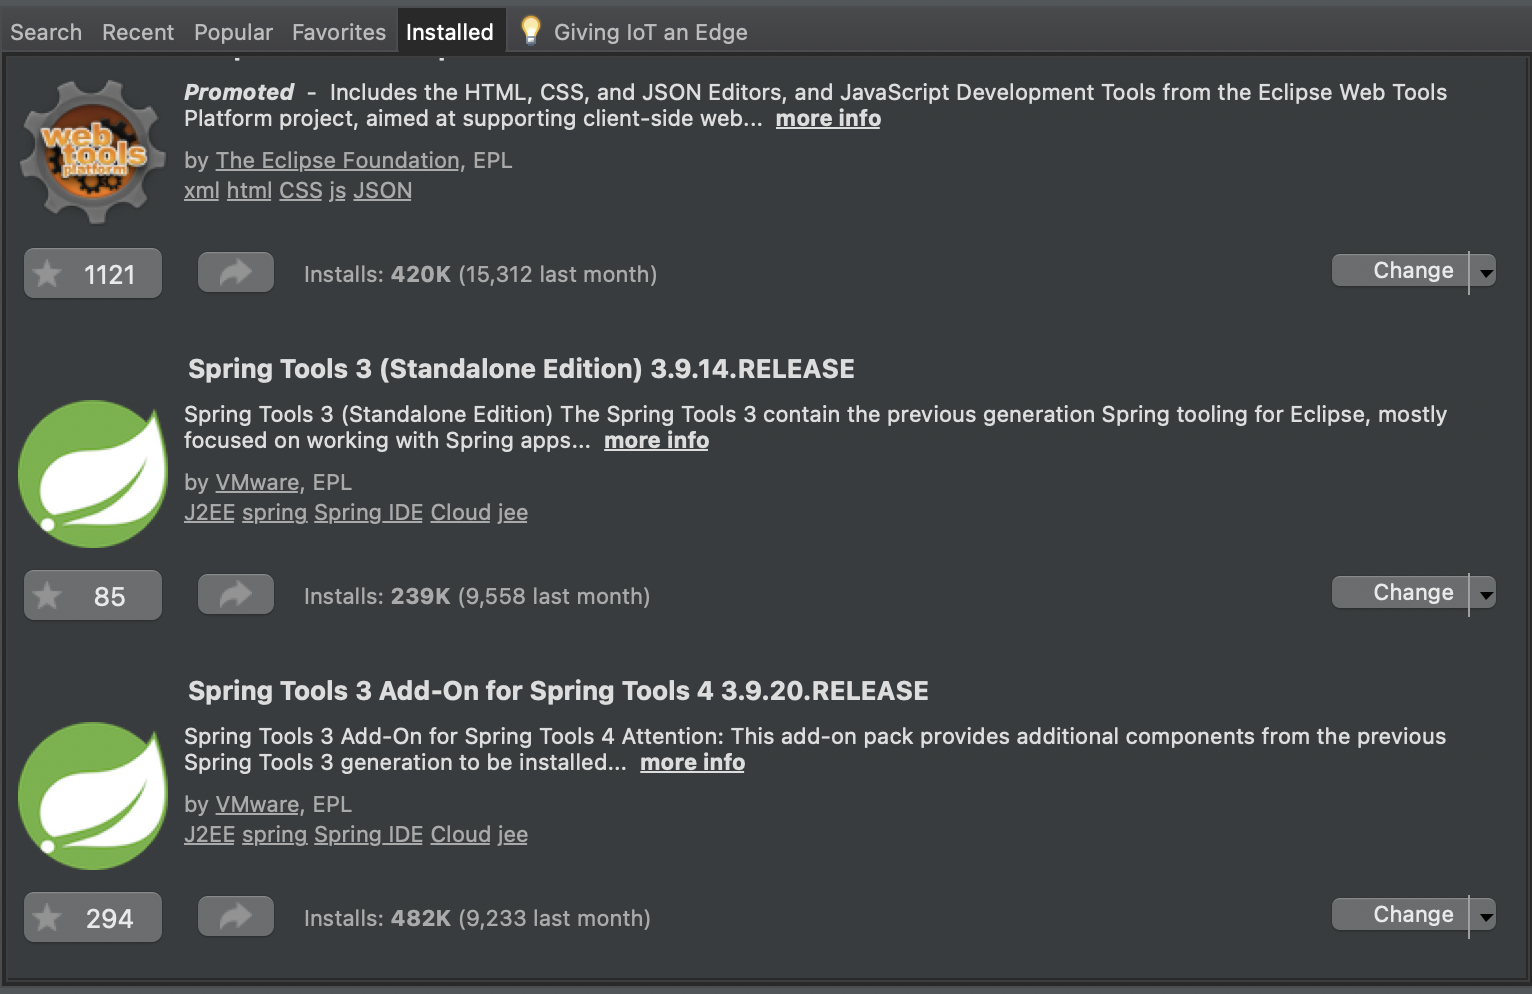 Search Recent Popular Favorites Installed Giving IoT an Edge
Promoted - Includes the HTML, CSS, and JSON Editors, and JavaScript Development Tools from the Eclipse Web Tools
Platform project, aimed at supporting client-side web... more info
web
tools
platform
by The Eclipse Foundation, EPL
xml html CSS js JSON
1121 Installs: 420K (15,312 last month) Change
Spring Tools 3 (Standalone Edition) 3.9.14.RELEASE
Spring Tools 3 (Standalone Edition) The Spring Tools 3 contain the previous generation Spring tooling for Eclipse, mostly
focused on working with Spring apps... more info
by VMware, EPL
J2EE spring Spring IDE Cloud jee
85 Installs: 239K (9,558 last month) Change
Spring Tools 3 Add-On for Spring Tools 4 3.9.20.RELEASE
Spring Tools 3 Add-On for Spring Tools 4 Attention: This add-on pack provides additional components from the previous
Spring Tools 3 generation to be installed... more info
by VMware, EPL
J2EE spring Spring IDE Cloud jee
294 Installs: 482K (9,233 last month) Change